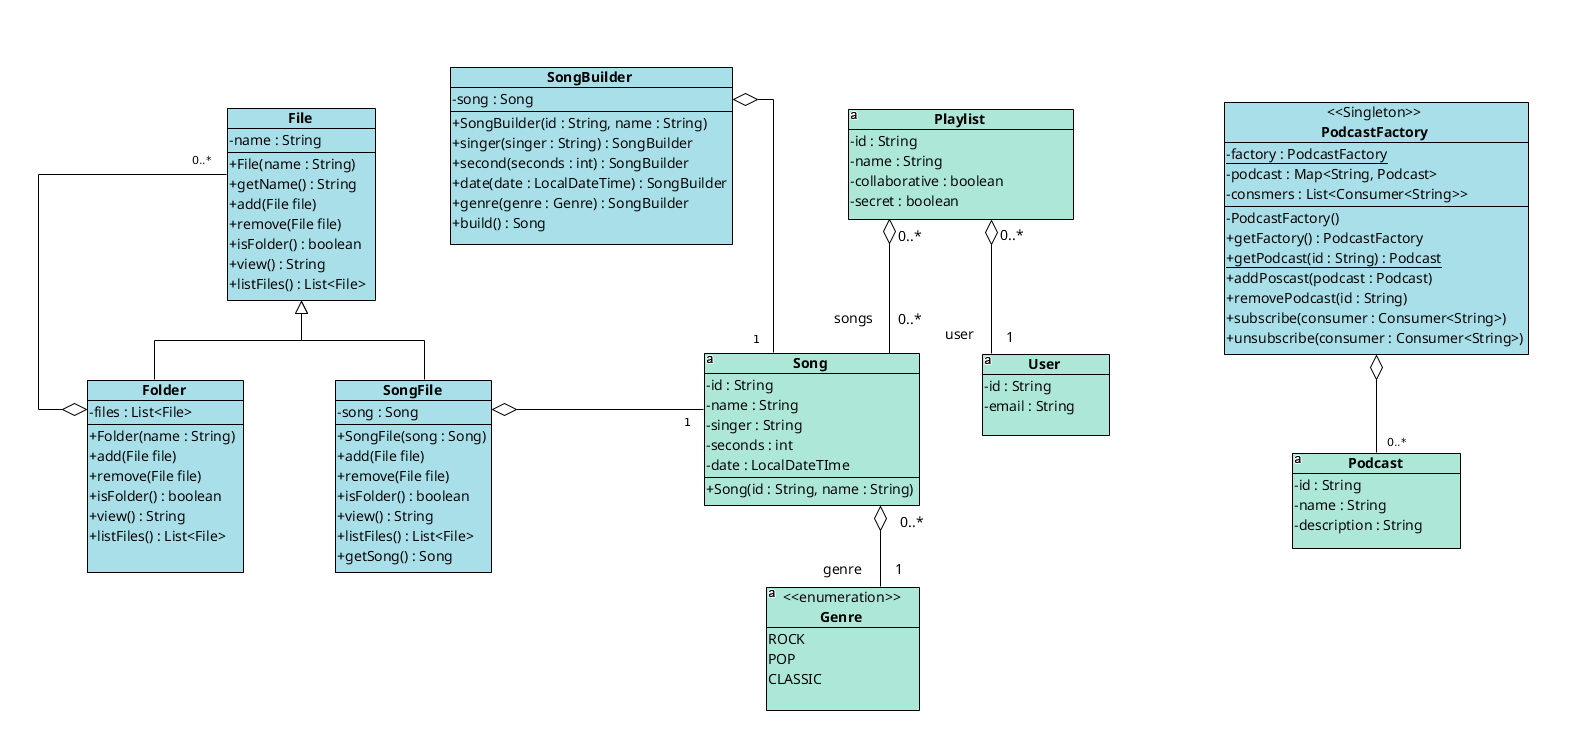 SongBuilder
-song : Song
+SongBuilder(id : String, name : String)
+singer(singer : String) : SongBuilder
+second(seconds : int) : SongBuilder
+date(date : LocalDateTime) : SongBuilder
+genre(genre : Genre) : SongBuilder
+build() : Song
File
-name : String
+File(name : String)
+getName() : String
+add(File file)
+remove(File file)
+isFolder() : boolean
+view() : String
+listFiles() : List<File>
0..*
a
Playlist
-id : String
-name : String
-collaborative : boolean
-secret : boolean
0..*
0..*
songs
0..*
user
1
1
<<Singleton>>
PodcastFactory
-factory : PodcastFactory
-podcast : Map<String, Podcast>
-consmers : List<Consumer<String>>
-PodcastFactory()
+getFactory() : PodcastFactory
+getPodcast(id : String) : Podcast
+addPoscast(podcast : Podcast)
+removePodcast(id : String)
+subscribe(consumer : Consumer<String>)
+unsubscribe(consumer : Consumer<String>)
0..*
Folder
-files : List<File>
+Folder(name : String)
+add(File file)
+remove(File file)
+isFolder() : boolean
+view() : String
+listFiles() : List<File>
SongFile
-song : Song
+SongFile(song : Song)
+add(File file)
+remove(File file)
+isFolder() : boolean
+view() : String
+listFiles() : List<File>
+getSong() : Song
1
a
Song
-id : String
-name : String
-singer : String
-seconds : int
-date : LocalDateTIme
+Song(id : String, name : String)
0..*
genre
1
a
User
-id : String
-email : String
a
Podcast
-id : String
-name : String
-description : String
a
<<enumeration>>
Genre
ROCK
POP
CLASSIC